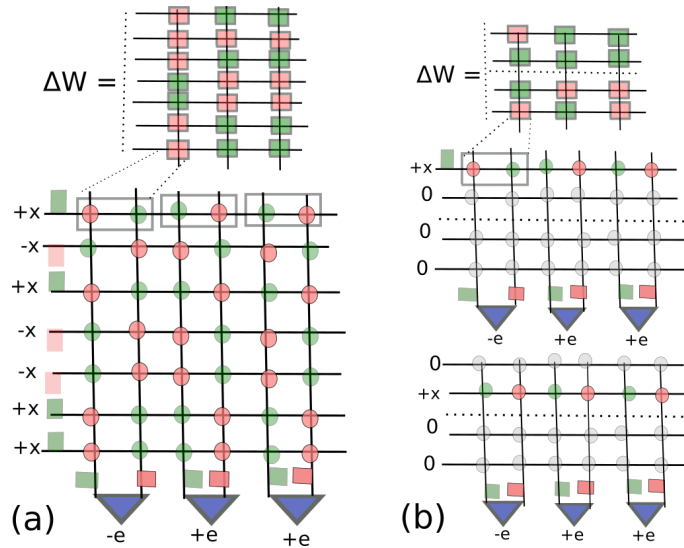 ΔW =
+x
-x
+x
-x
-x
+x
+x
-e
+e
+e
(a)
ΔW =
+x
0
0
0
-e
+e
+e
0
+x
0
0
-e
+e
+e
(b)